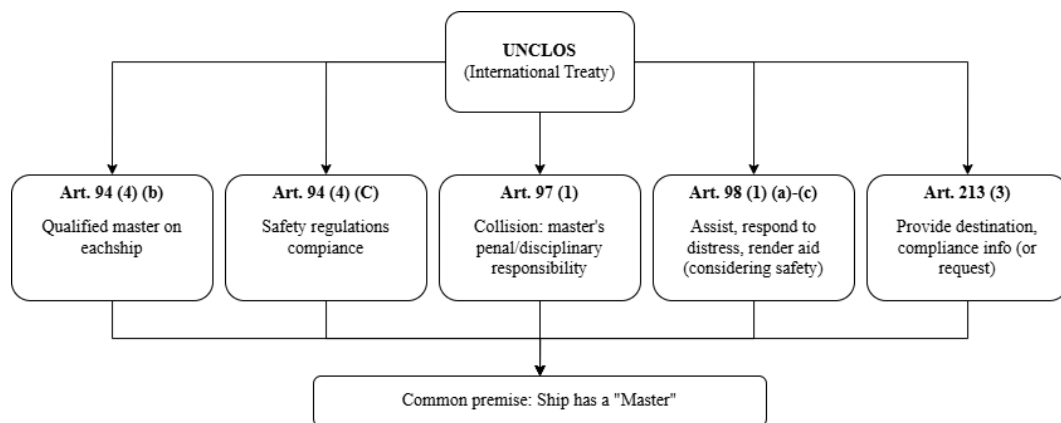 UNCLOS
(International Treaty)
Art. 94 (4) (b)
Qualified master on
eachship
Art. 94 (4) (C)
Safety regulations
compiance
Art. 97 (1)
Collision: master's
penal/disciplinary
responsibility
Art. 98 (1) (a)-(c)
Assist, respond to
distress, render aid
(considering safety)
Art. 213 (3)
Provide destination,
compliance info (or
request)
Common premise: Ship has a "Master"